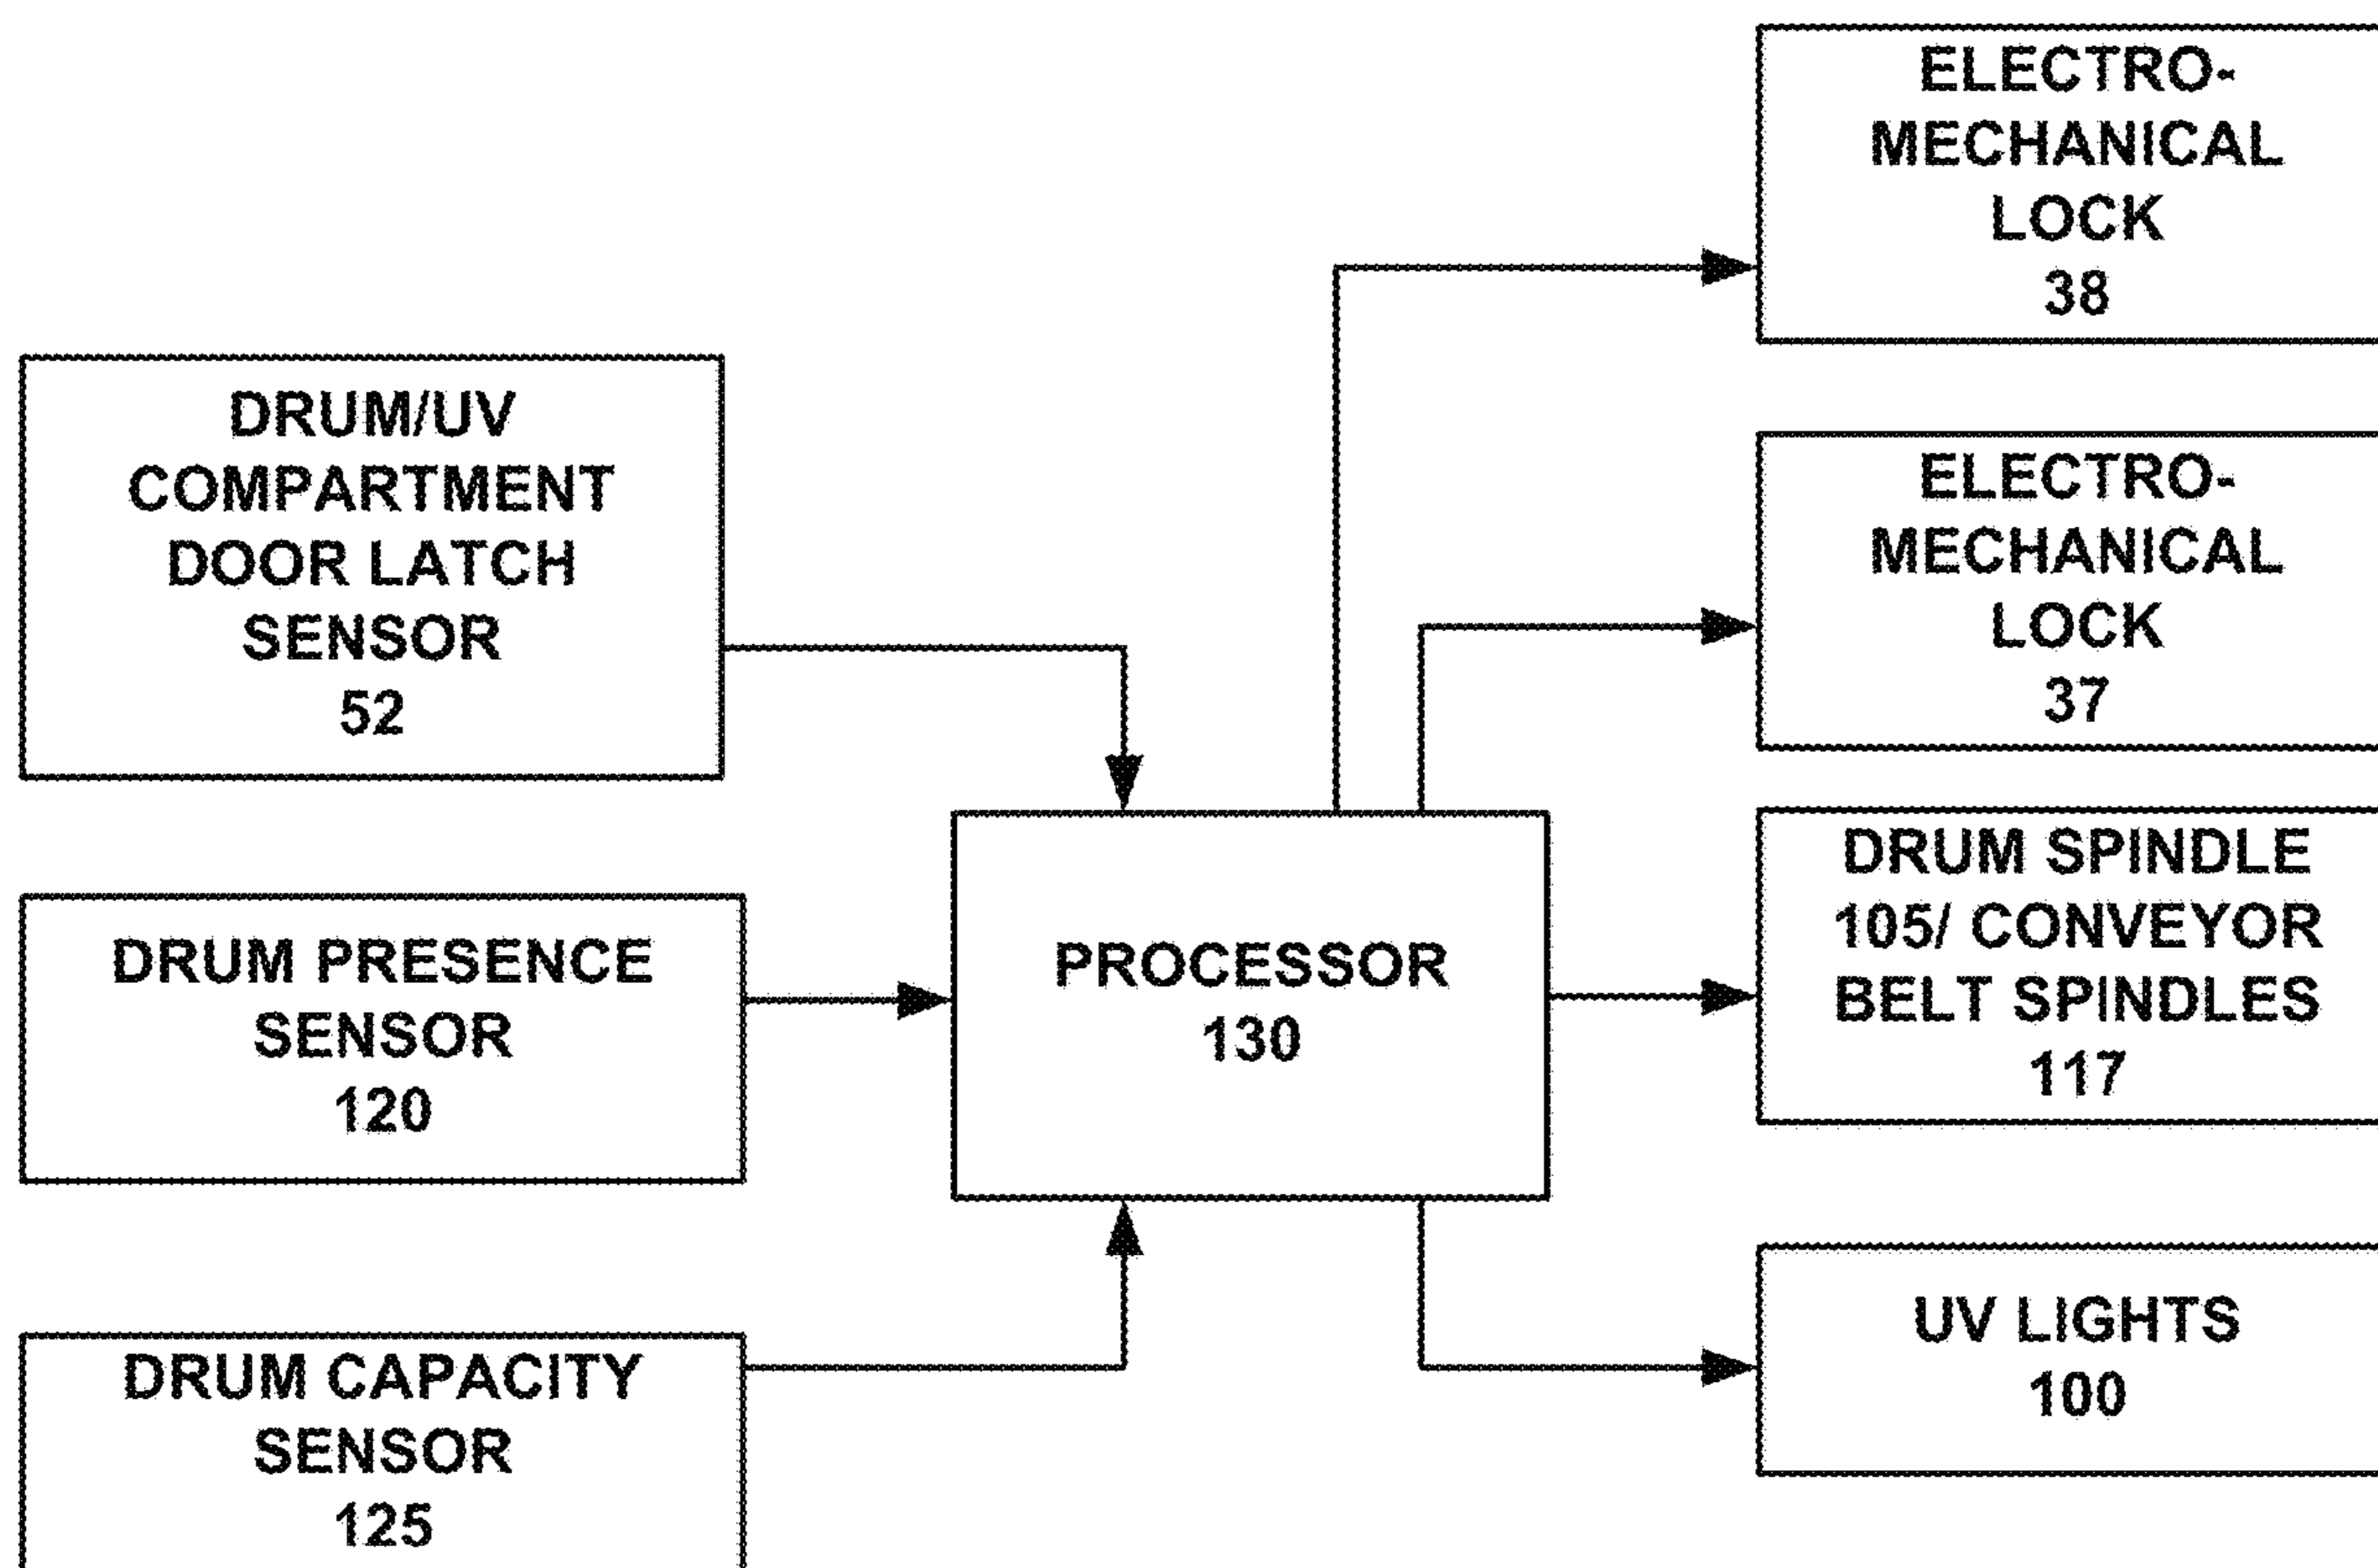 ELECTRO-
MECHANICAL
LOCK
38
DRUM/UV
COMPARTMENT
DOOR LATCH
SENSOR
52
ELECTRO-
MECHANICAL
LOCK
37
DRUM PRESENCE
SENSOR
120
PROCESSOR
130
DRUM SPINDLE
105/ CONVEYOR
BELT SPINDLES
117
DRUM CAPACITY
SENSOR
125
UV LIGHTS
100